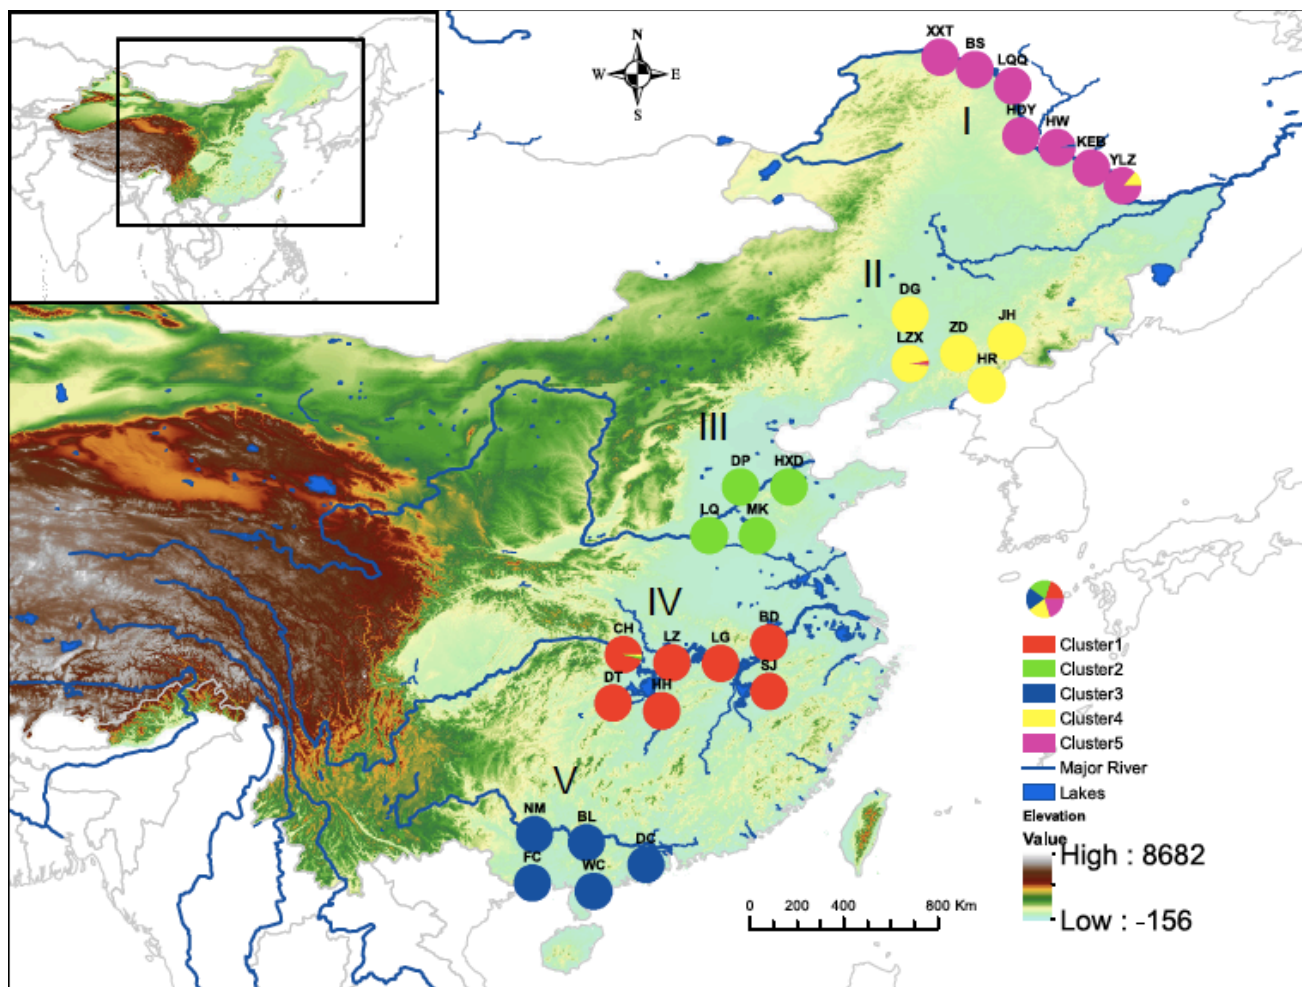 N
W E
S
XXT
BS
LQQ
I
HDY
HW
KEB
YLZ
II
DG
LZX
ZD
JH
HR
III
DP
HXD
LQ
MK
IV
CH
LZ
LG
BD
DT
HH
SJ
V
NM
BL
DC
FC
WC
Cluster1
Cluster2
Cluster3
Cluster4
Cluster5
Major River
Lakes
Elevation
Value
High : 8682
Low : -156
0 200 400 800 Km